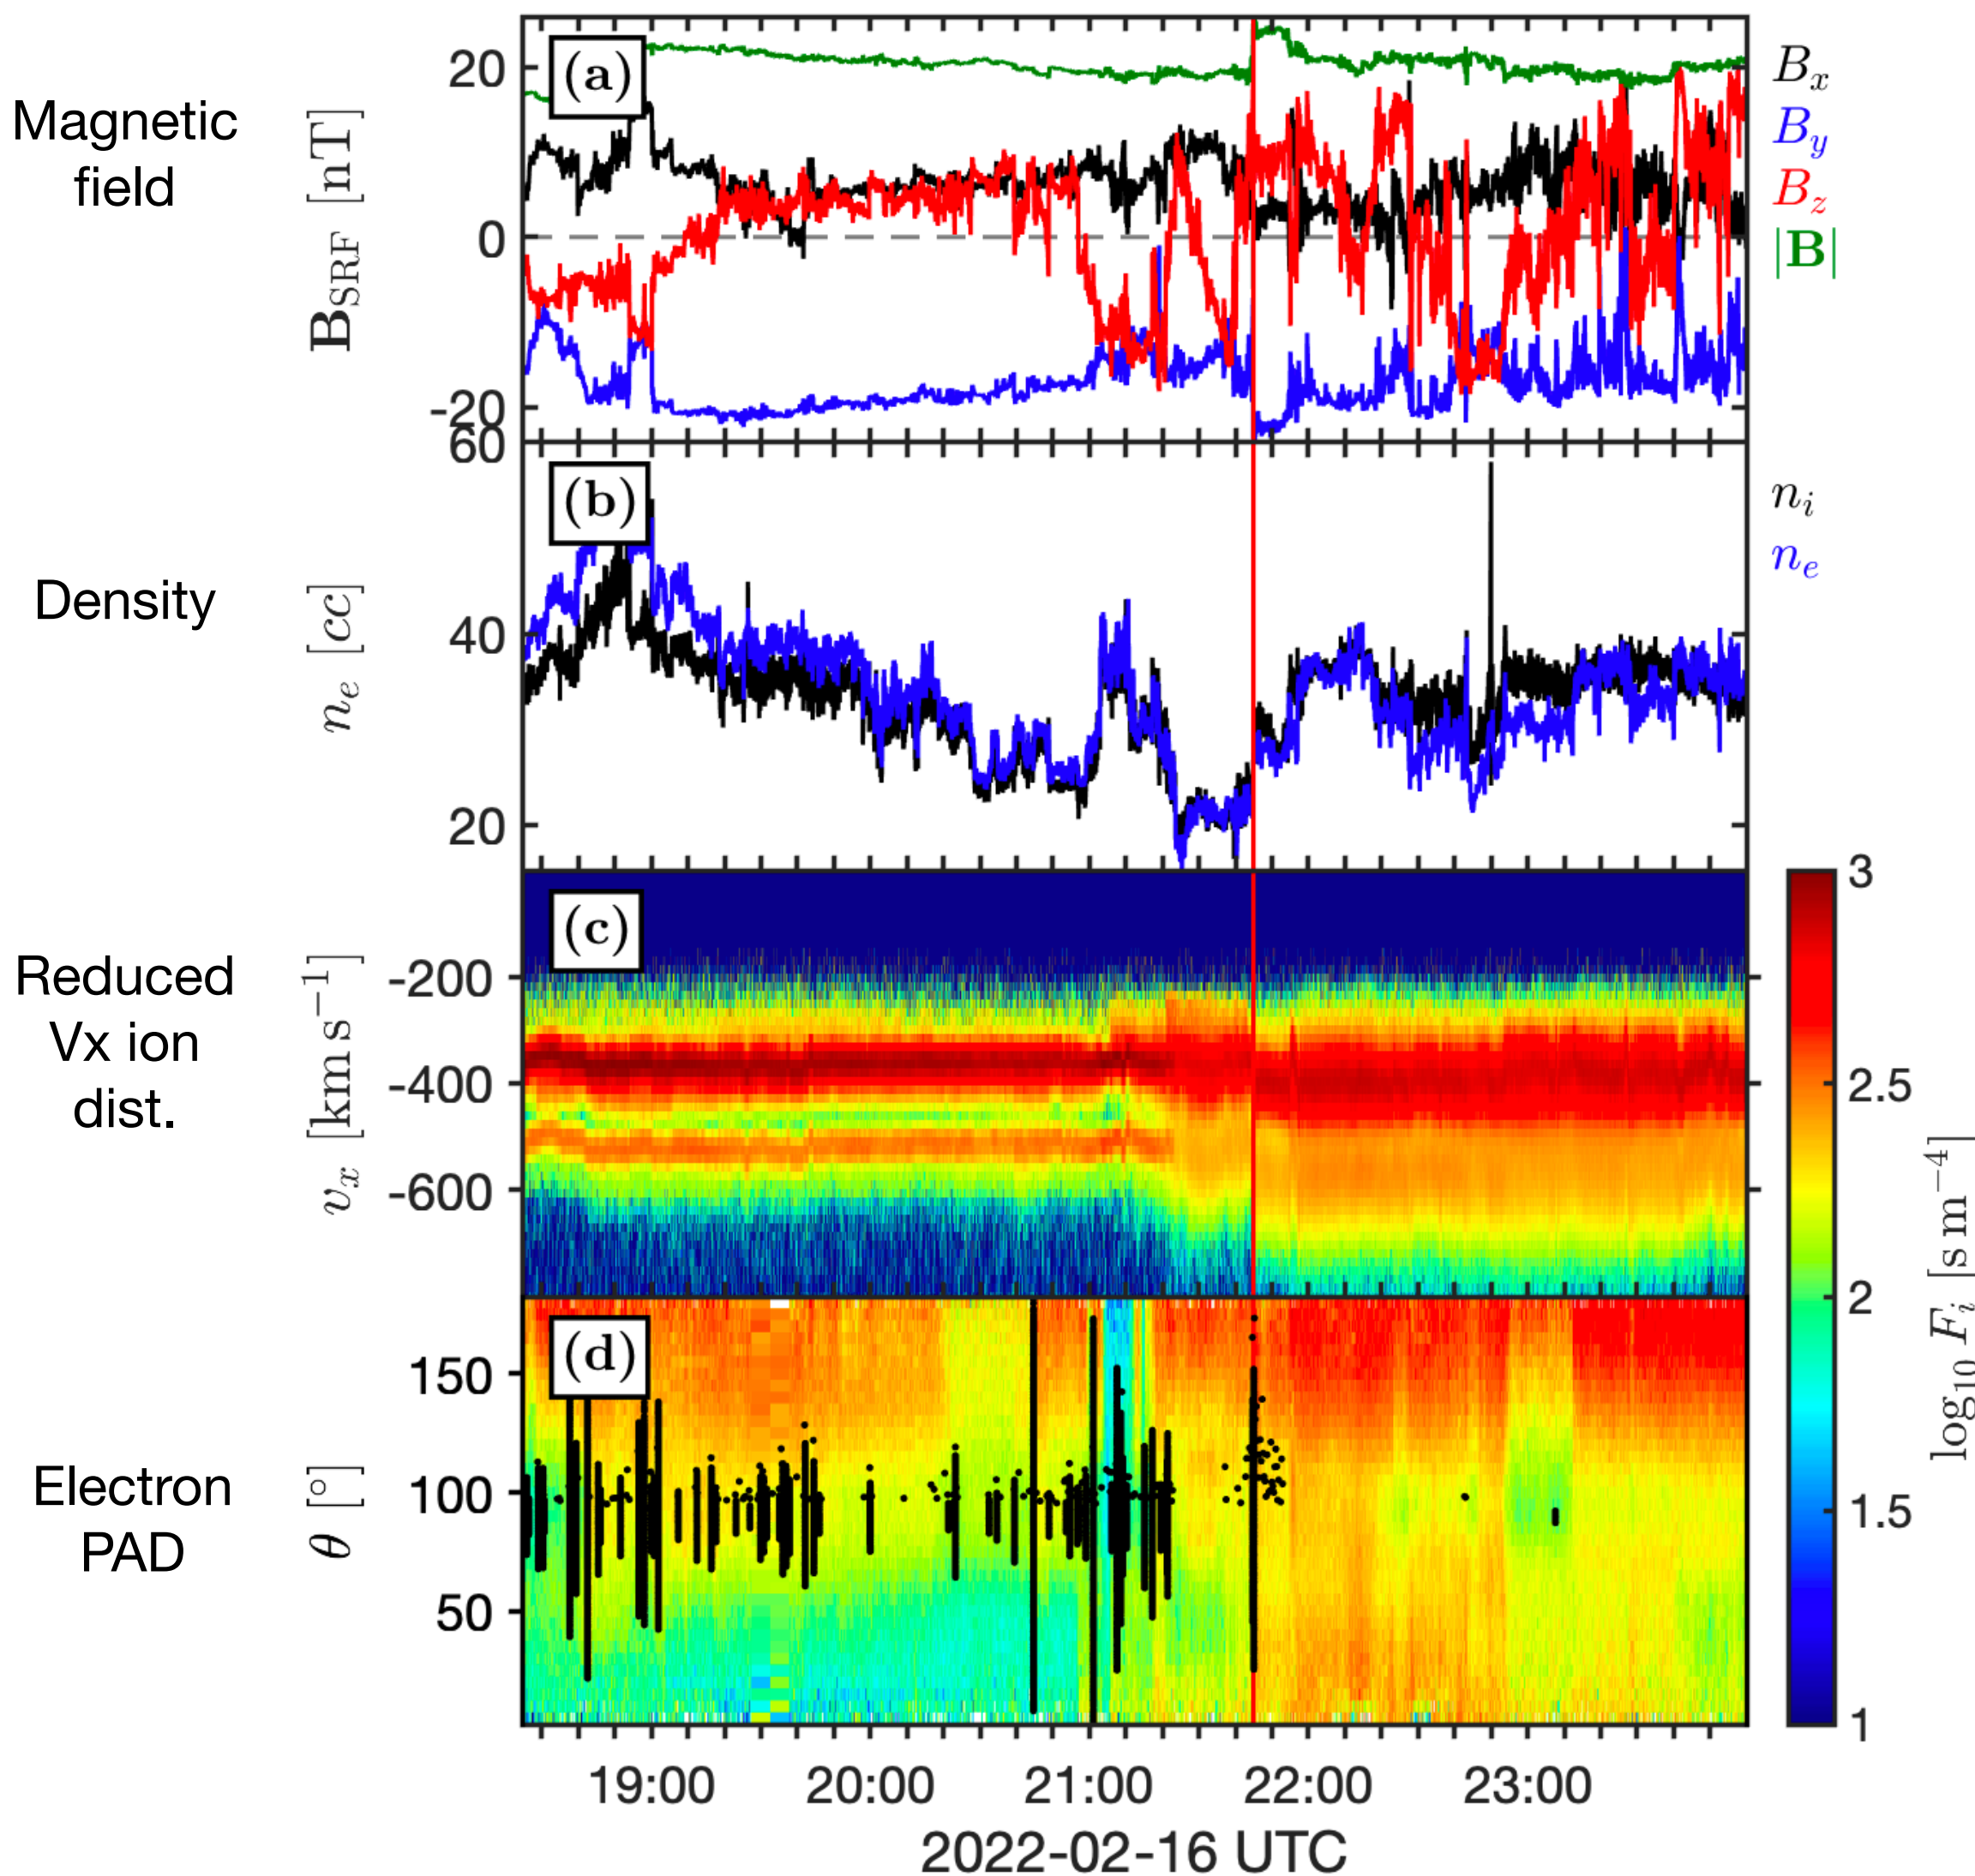 Magnetic
field
B_SRF [nT]
20
0
-20
(a)
B_x
B_y
B_z
|B|
Density
n_e [cc]
60
40
20
(b)
n_i
n_e
Reduced
Vx ion
dist.
v_x [km s^−1]
-200
-400
-600
(c)
Electron
PAD
θ [°]
150
100
50
(d)
3
2.5
2
1.5
1
log_10 F_i [s m^−4]
19:00 20:00 21:00 22:00 23:00
2022-02-16 UTC